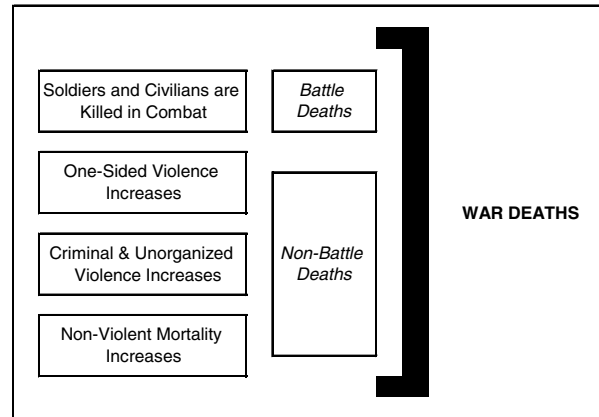 Soldiers and Civilians are
Killed in Combat
Battle
Deaths
One-Sided Violence
Increases
WAR DEATHS
Criminal & Unorganized
Violence Increases
Non-Battle
Deaths
Non-Violent Mortality
Increases